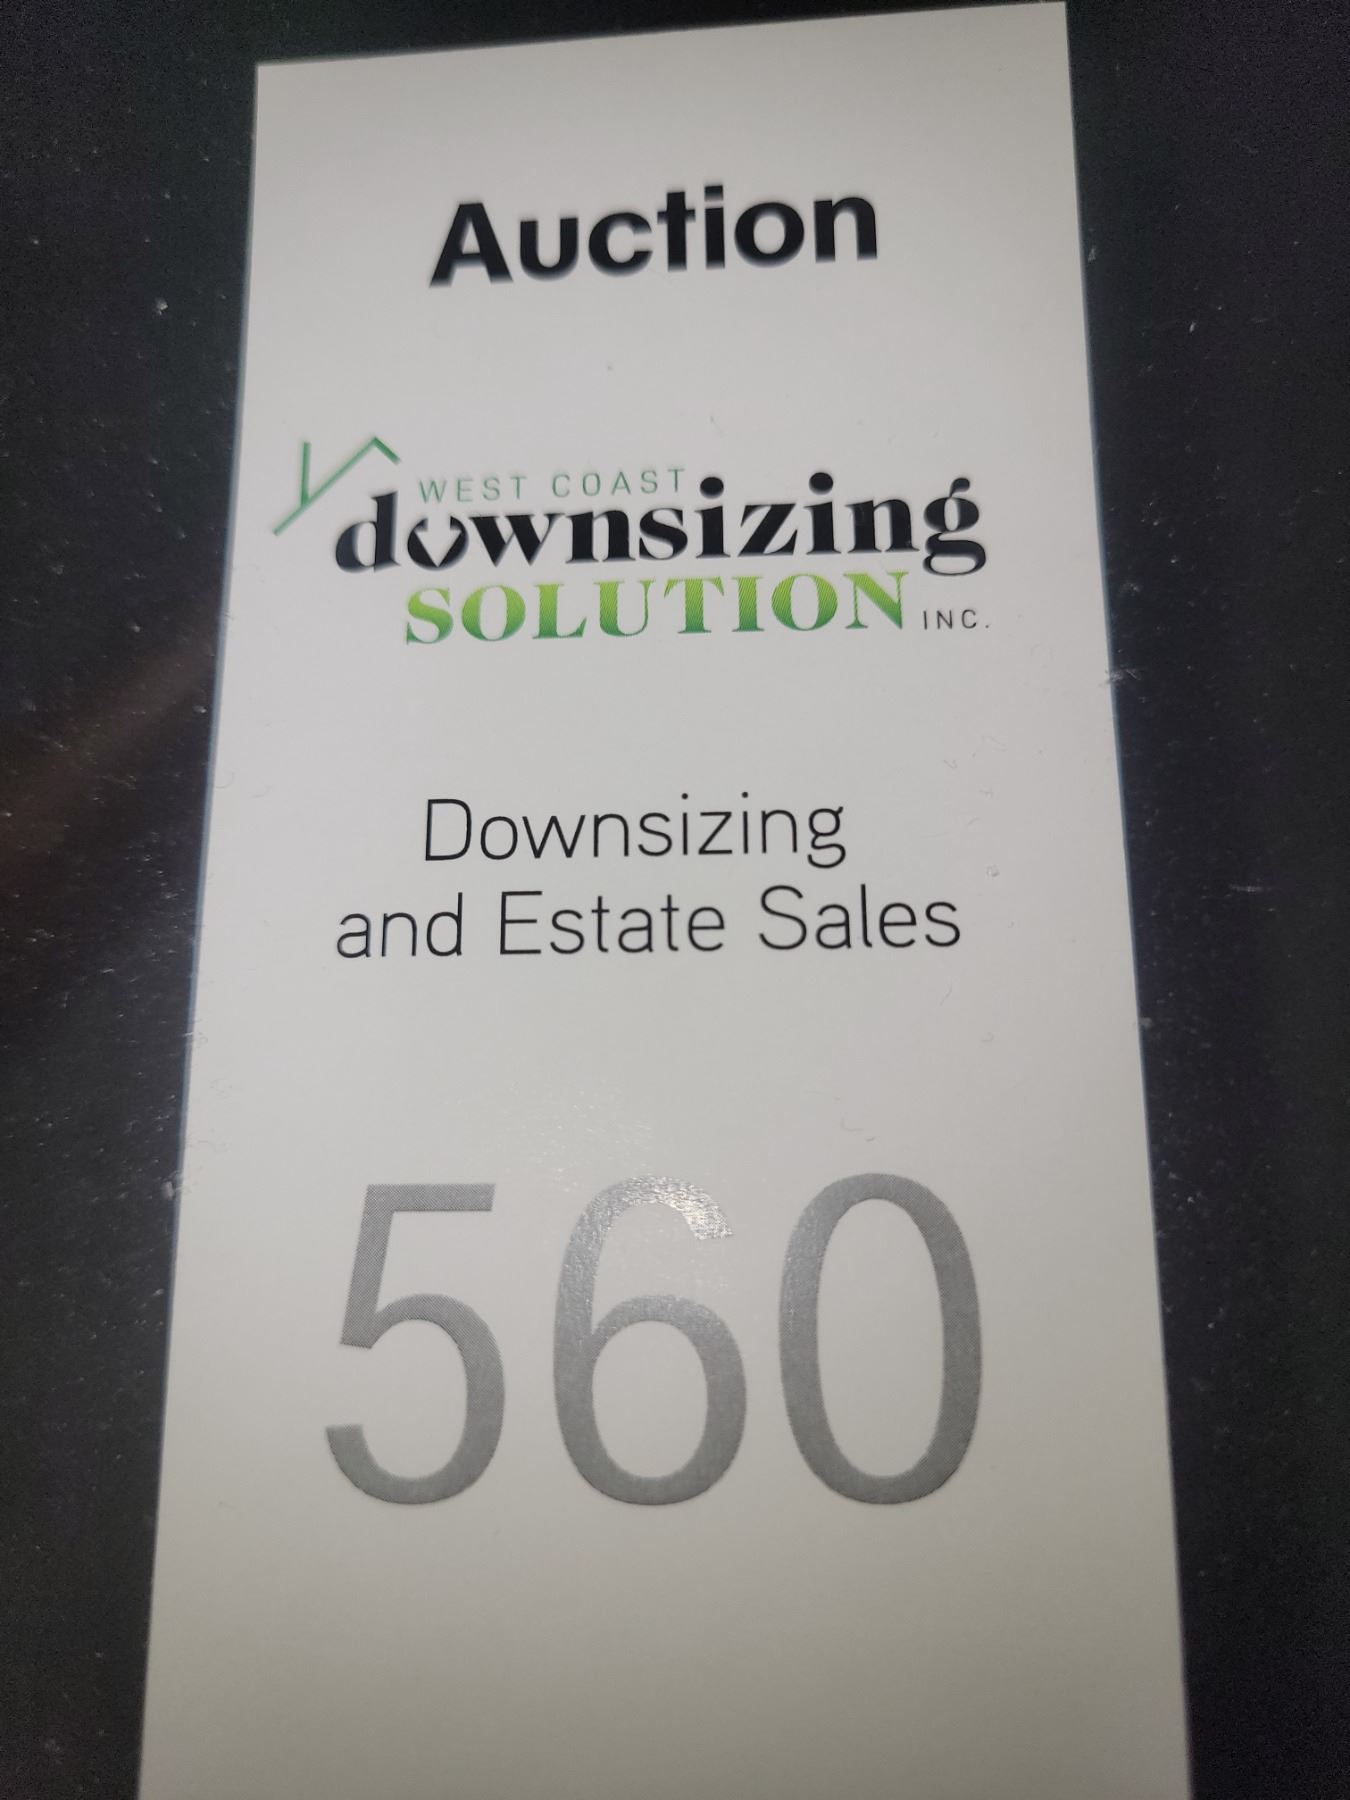 Auction
WEST COAST
downsizing
SOLUTION INC.
Downsizing
and Estate Sales
560